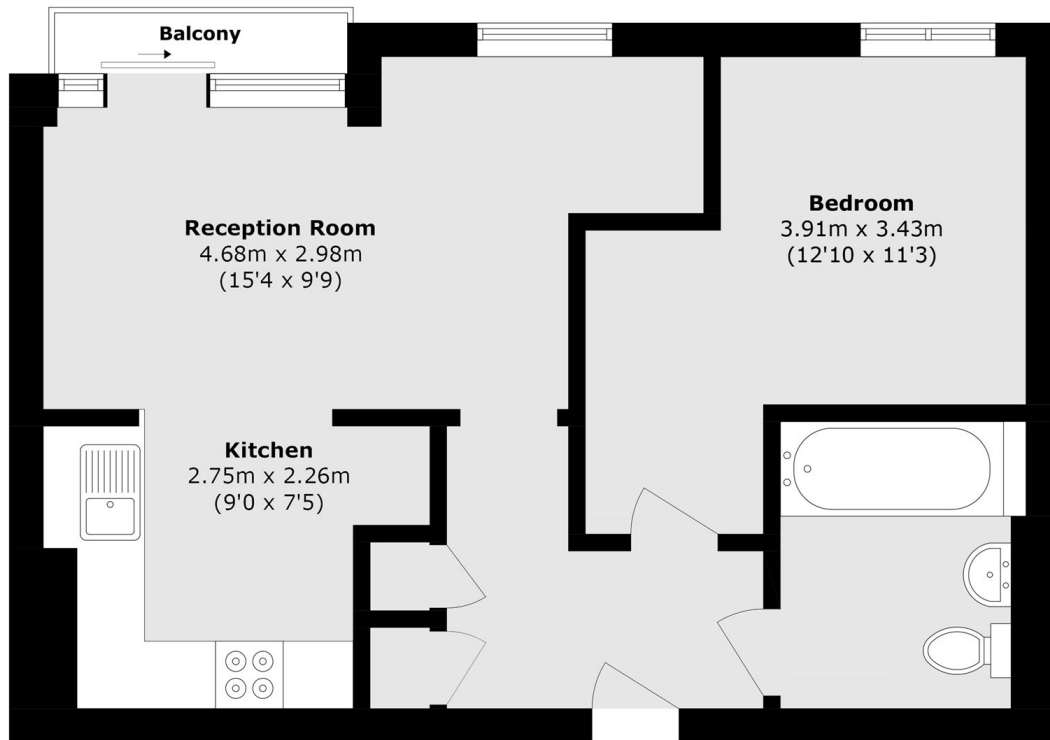 Balcony
Reception Room
4.68m x 2.98m
(15'4 x 9'9)
Bedroom
3.91m x 3.43m
(12'10 x 11'3)
Kitchen
2.75m x 2.26m
(9'0 x 7'5)